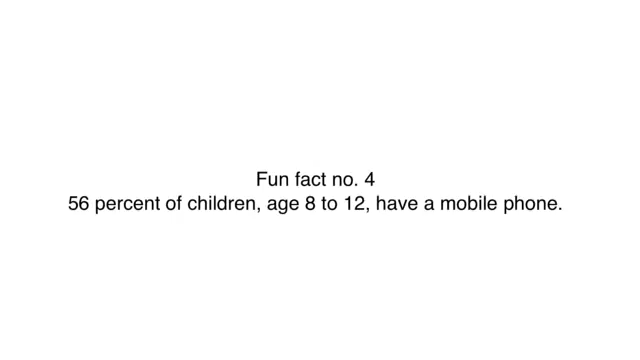 Fun fact no. 4
56 percent of children, age 8 to 12, have a mobile phone.